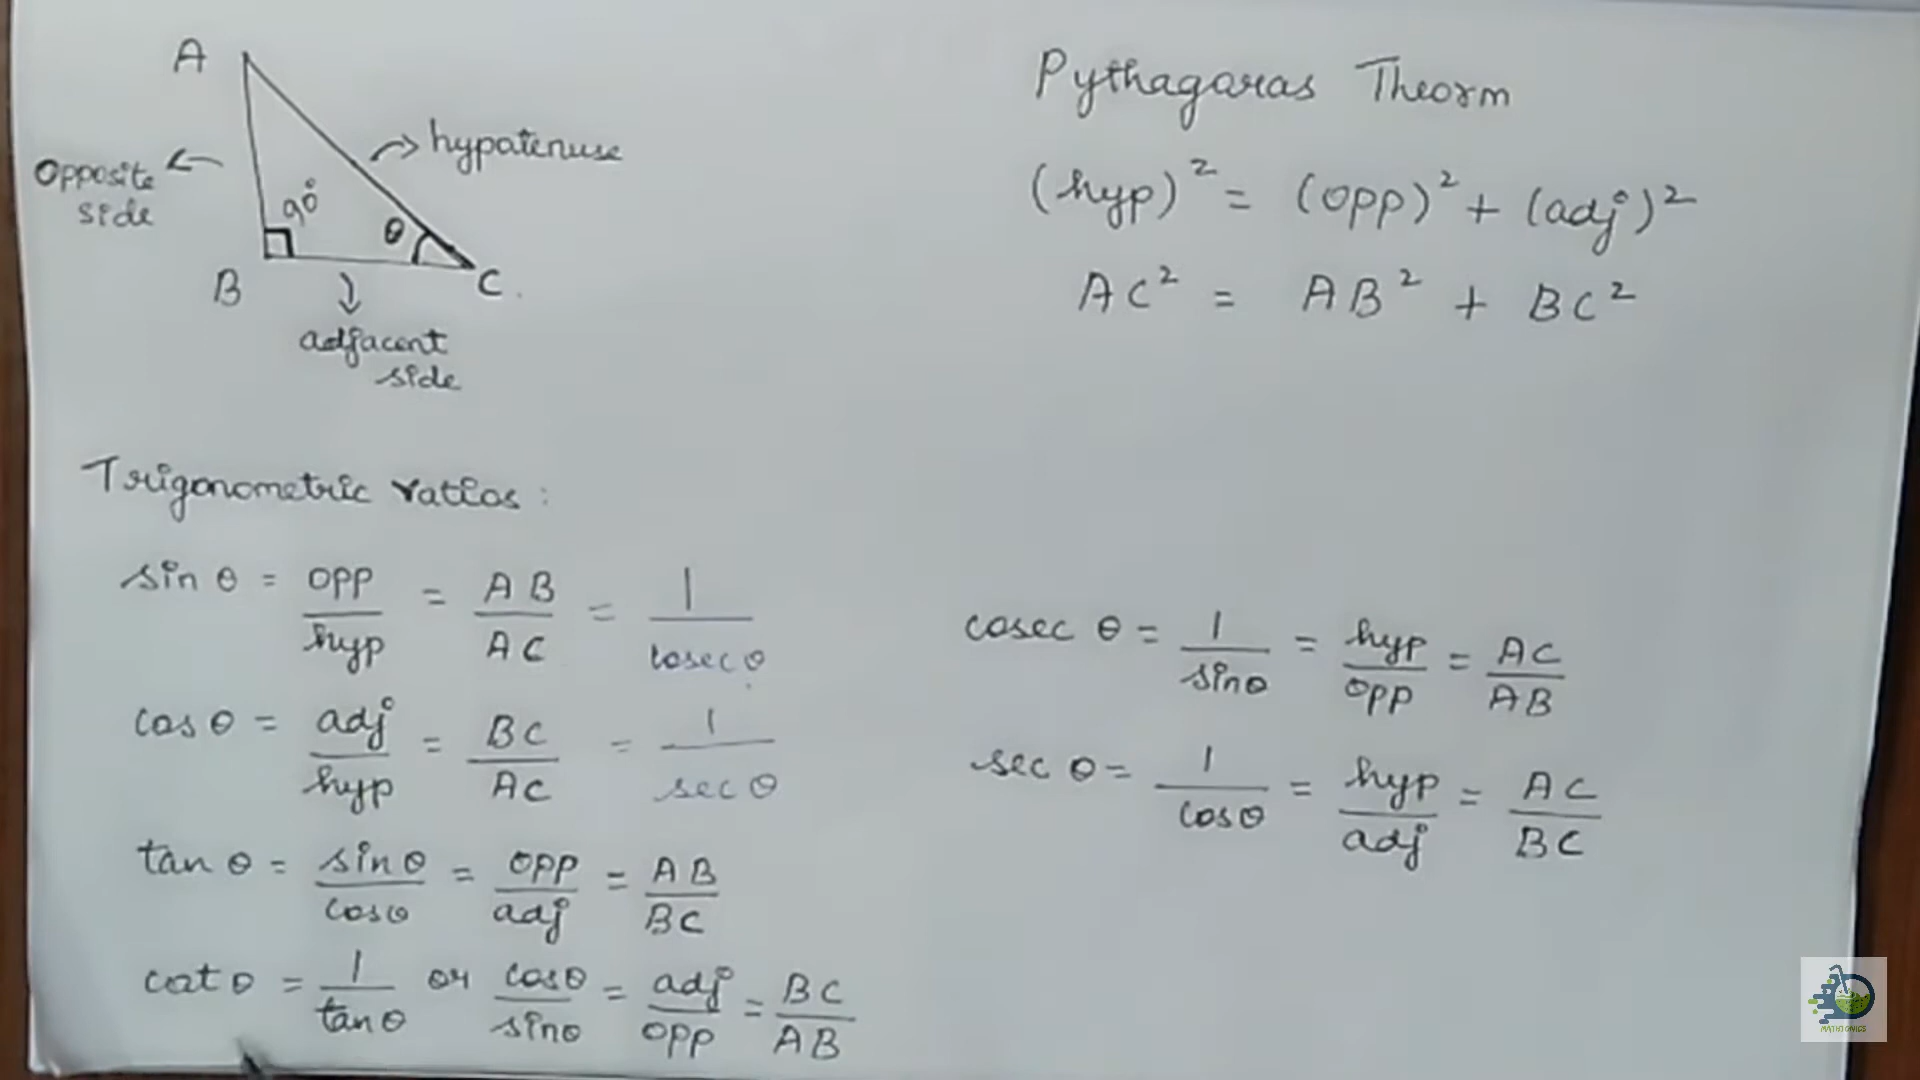 A
hypotenuse
Opposite
side
90°
θ
B
C
adjacent
side
Pythagoras Theorm
(hyp)² = (opp)² + (adj)²
AC² = AB² + BC²
Trigonometric ratios :
sin θ = opp/hyp = AB/AC = 1/cosec θ
cos θ = adj/hyp = BC/AC = 1/sec θ
tan θ = sin θ/cos θ = opp/adj = AB/BC
cot θ = 1/tan θ or cos θ/sin θ = adj/opp = BC/AB
cosec θ = 1/sin θ = hyp/opp = AC/AB
sec θ = 1/cos θ = hyp/adj = AC/BC
MATHTONICS